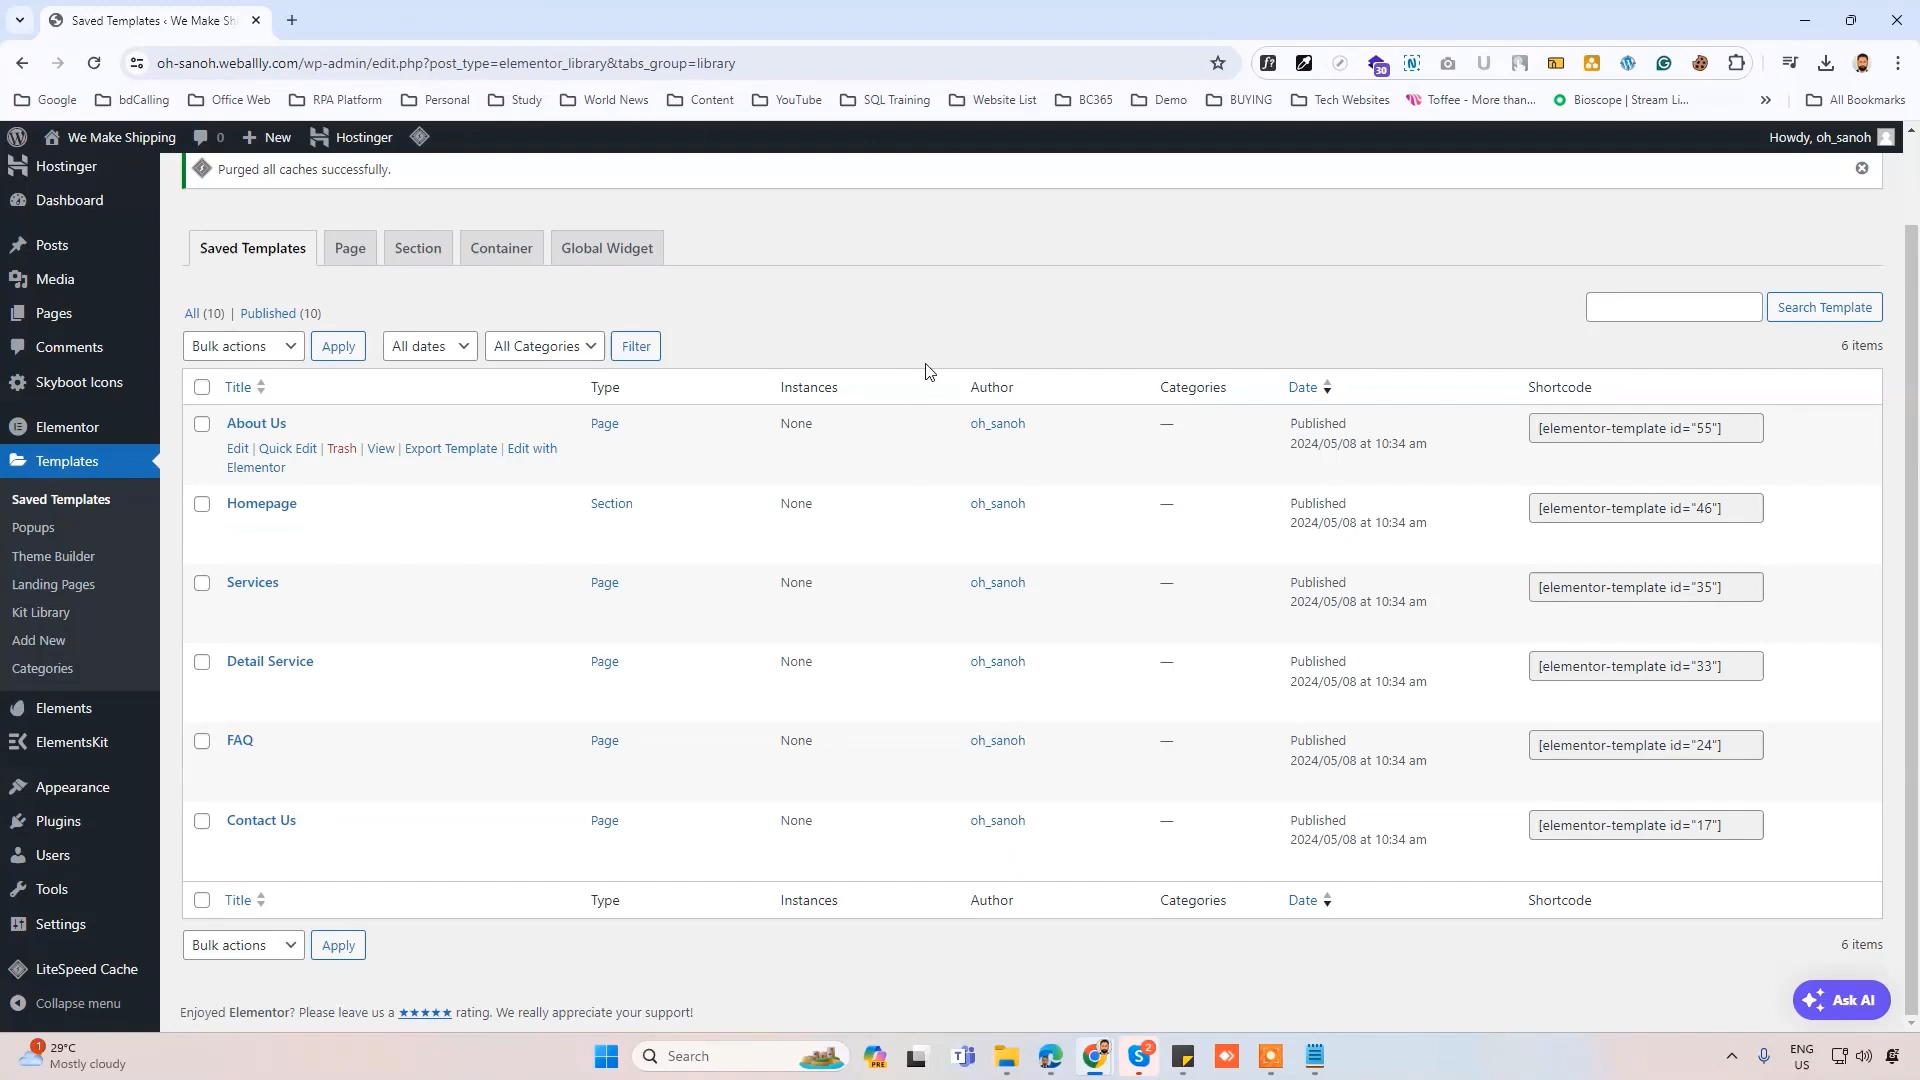 Saved Templates ‹ We Make Sh
oh-sanoh.weballly.com/wp-admin/edit.php?post_type=elementor_library&tabs_group=library
30
Google
bdCalling
Office Web
RPA Platform
Personal
Study
World News
Content
YouTube
SQL Training
Website List
BC365
Demo
BUYING
Tech Websites
Toffee - More than...
Bioscope | Stream Li...
»
All Bookmarks
We Make Shipping
0
New
Hostinger
Howdy, oh_sanoh
Hostinger
Dashboard
Posts
Media
Pages
Comments
Skyboot Icons
Elementor
Templates
Saved Templates
Popups
Theme Builder
Landing Pages
Kit Library
Add New
Categories
Elements
ElementsKit
Appearance
Plugins
Users
Tools
Settings
LiteSpeed Cache
Collapse menu
Purged all caches successfully.
Saved Templates Page Section Container Global Widget
All (10) | Published (10)
Search Template
Bulk actions Apply All dates All Categories Filter
6 items
Title Type Instances Author Categories Date Shortcode
About Us Page None oh_sanoh — Published [elementor-template id="55"]
2024/05/08 at 10:34 am
Edit | Quick Edit | Trash | View | Export Template | Edit with
Elementor
Homepage Section None oh_sanoh — Published [elementor-template id="46"]
2024/05/08 at 10:34 am
Services Page None oh_sanoh — Published [elementor-template id="35"]
2024/05/08 at 10:34 am
Detail Service Page None oh_sanoh — Published [elementor-template id="33"]
2024/05/08 at 10:34 am
FAQ Page None oh_sanoh — Published [elementor-template id="24"]
2024/05/08 at 10:34 am
Contact Us Page None oh_sanoh — Published [elementor-template id="17"]
2024/05/08 at 10:34 am
Title Type Instances Author Categories Date Shortcode
Bulk actions Apply
6 items
Enjoyed Elementor? Please leave us a ★★★★★ rating. We really appreciate your support!
Ask AI
1
29°C
Mostly cloudy
Search
PRE
2
ENG
US